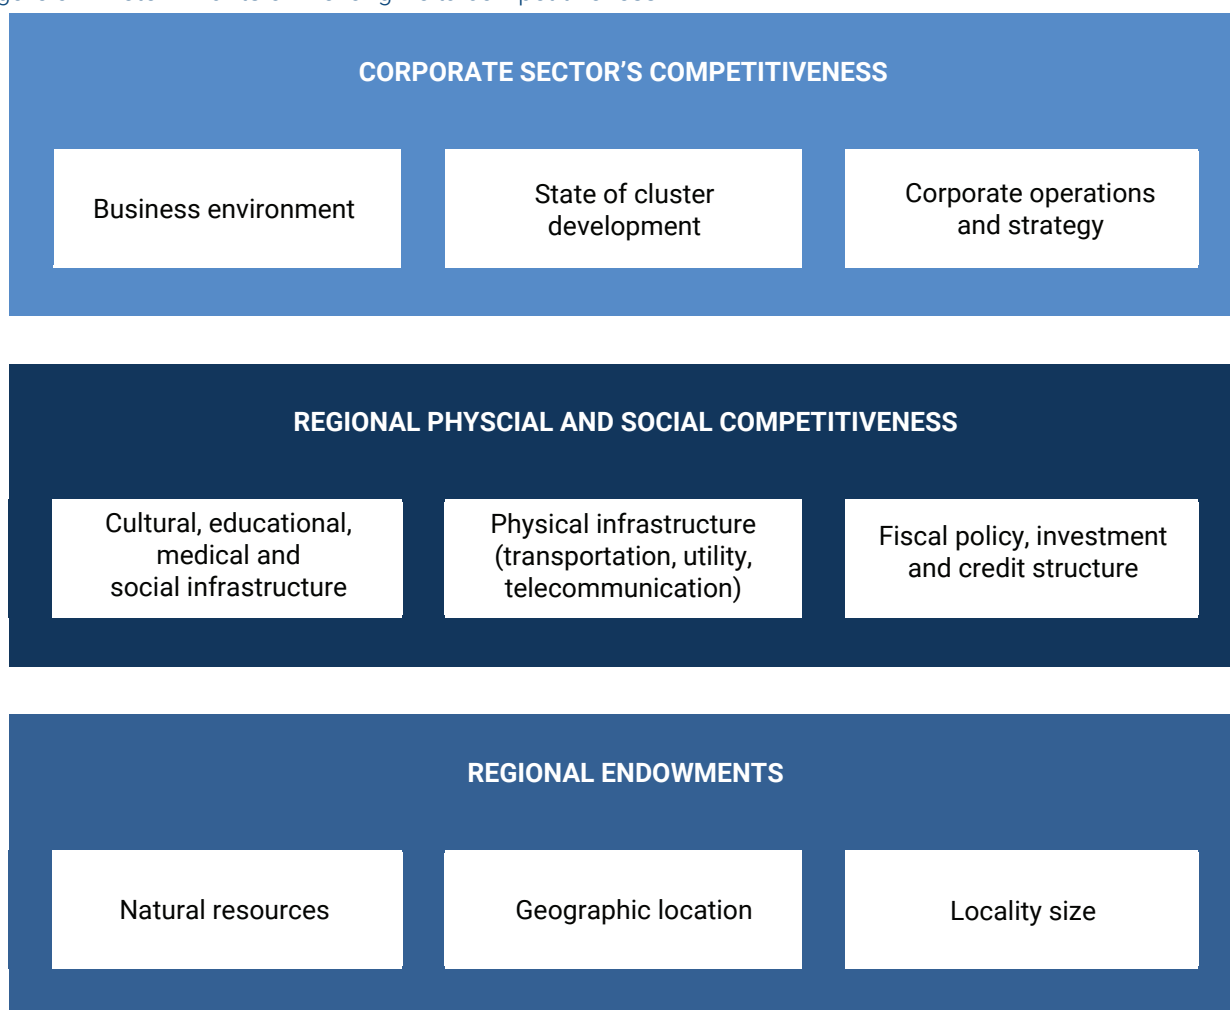 CORPORATE SECTOR’S COMPETITIVENESS
Business environment
State of cluster
development
Corporate operations
and strategy
REGIONAL PHYSCIAL AND SOCIAL COMPETITIVENESS
Cultural, educational,
medical and
social infrastructure
Physical infrastructure
(transportation, utility,
telecommunication)
Fiscal policy, investment
and credit structure
REGIONAL ENDOWMENTS
Natural resources
Geographic location
Locality size